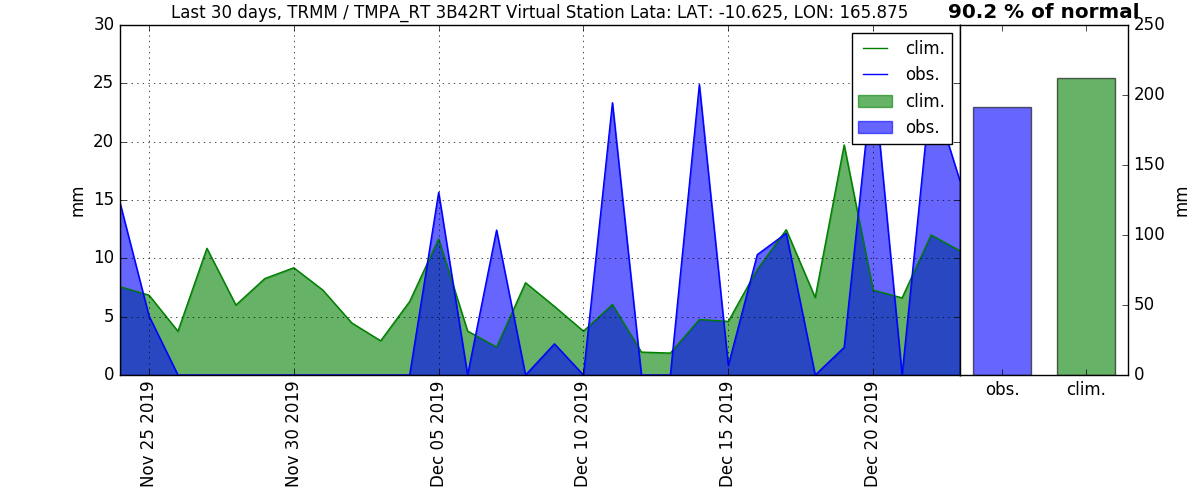 Last 30 days, TRMM / TMPA_RT 3B42RT Virtual Station Lata: LAT: -10.625, LON: 165.875
90.2 % of normal
30
25
20
15
10
5
0
mm
clim.
obs.
clim.
obs.
250
200
150
100
50
0
mm
obs.
clim.
Nov 25 2019
Nov 30 2019
Dec 05 2019
Dec 10 2019
Dec 15 2019
Dec 20 2019